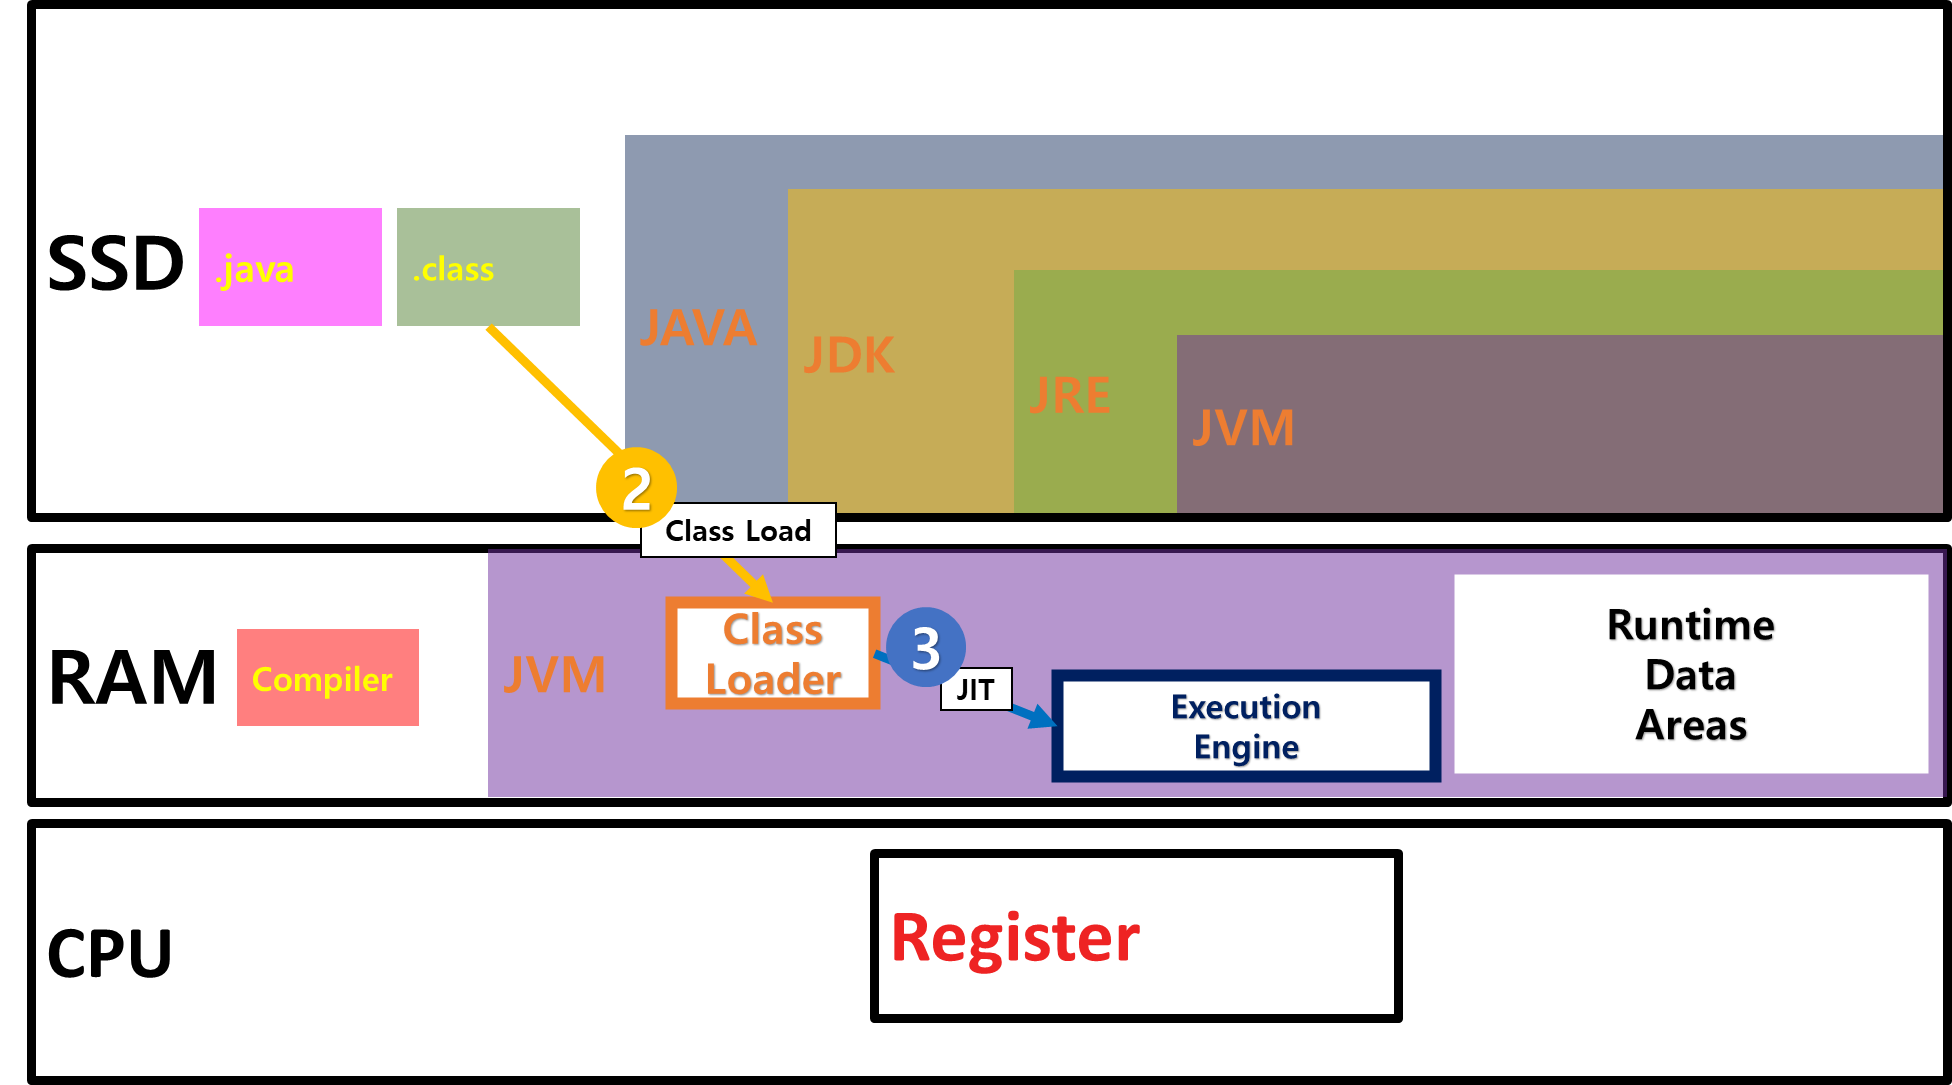 SSD
.java
.class
JAVA
JDK
JRE
JVM
2
Class Load
RAM
Compiler
JVM
Class
Loader
3
JIT
Execution
Engine
Runtime
Data
Areas
CPU
Register